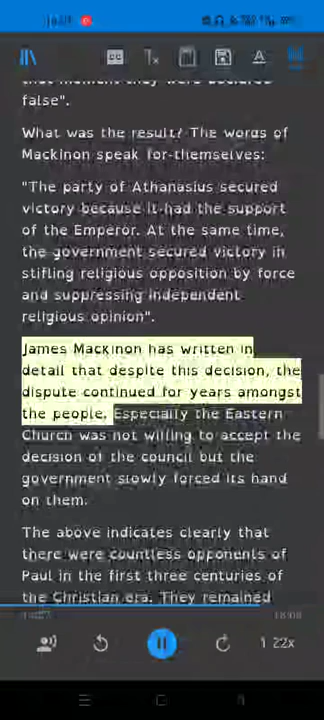 false".
What was the result? The words of
Mackinon speak for-themselves:
"The party of Athanasius secured
victory because it had the support
of the Emperor. At the same time,
the government secured victory in
stifling religious opposition by force
and suppressing independent
religious opinion".
James Mackinon has written in
detail that despite this decision, the
dispute continued for years amongst
the people. Especially the Eastern
Church was not willing to accept the
decision of the council but the
government slowly forced its hand
on them.
The above indicates clearly that
there were countless opponents of
Paul in the first three centuries of
the Christian era. They remained
1.22x